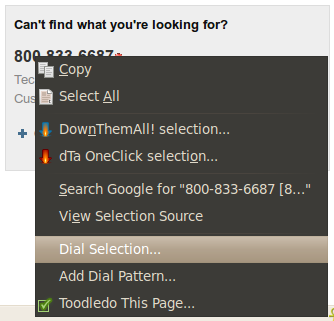 Can't find what you're looking for?
800-833-6687
Tec
Cus
Copy
Select All
DownThemAll! selection...
dTa OneClick selection...
Search Google for "800-833-6687 [8..."
View Selection Source
Dial Selection...
Add Dial Pattern...
Toodledo This Page...